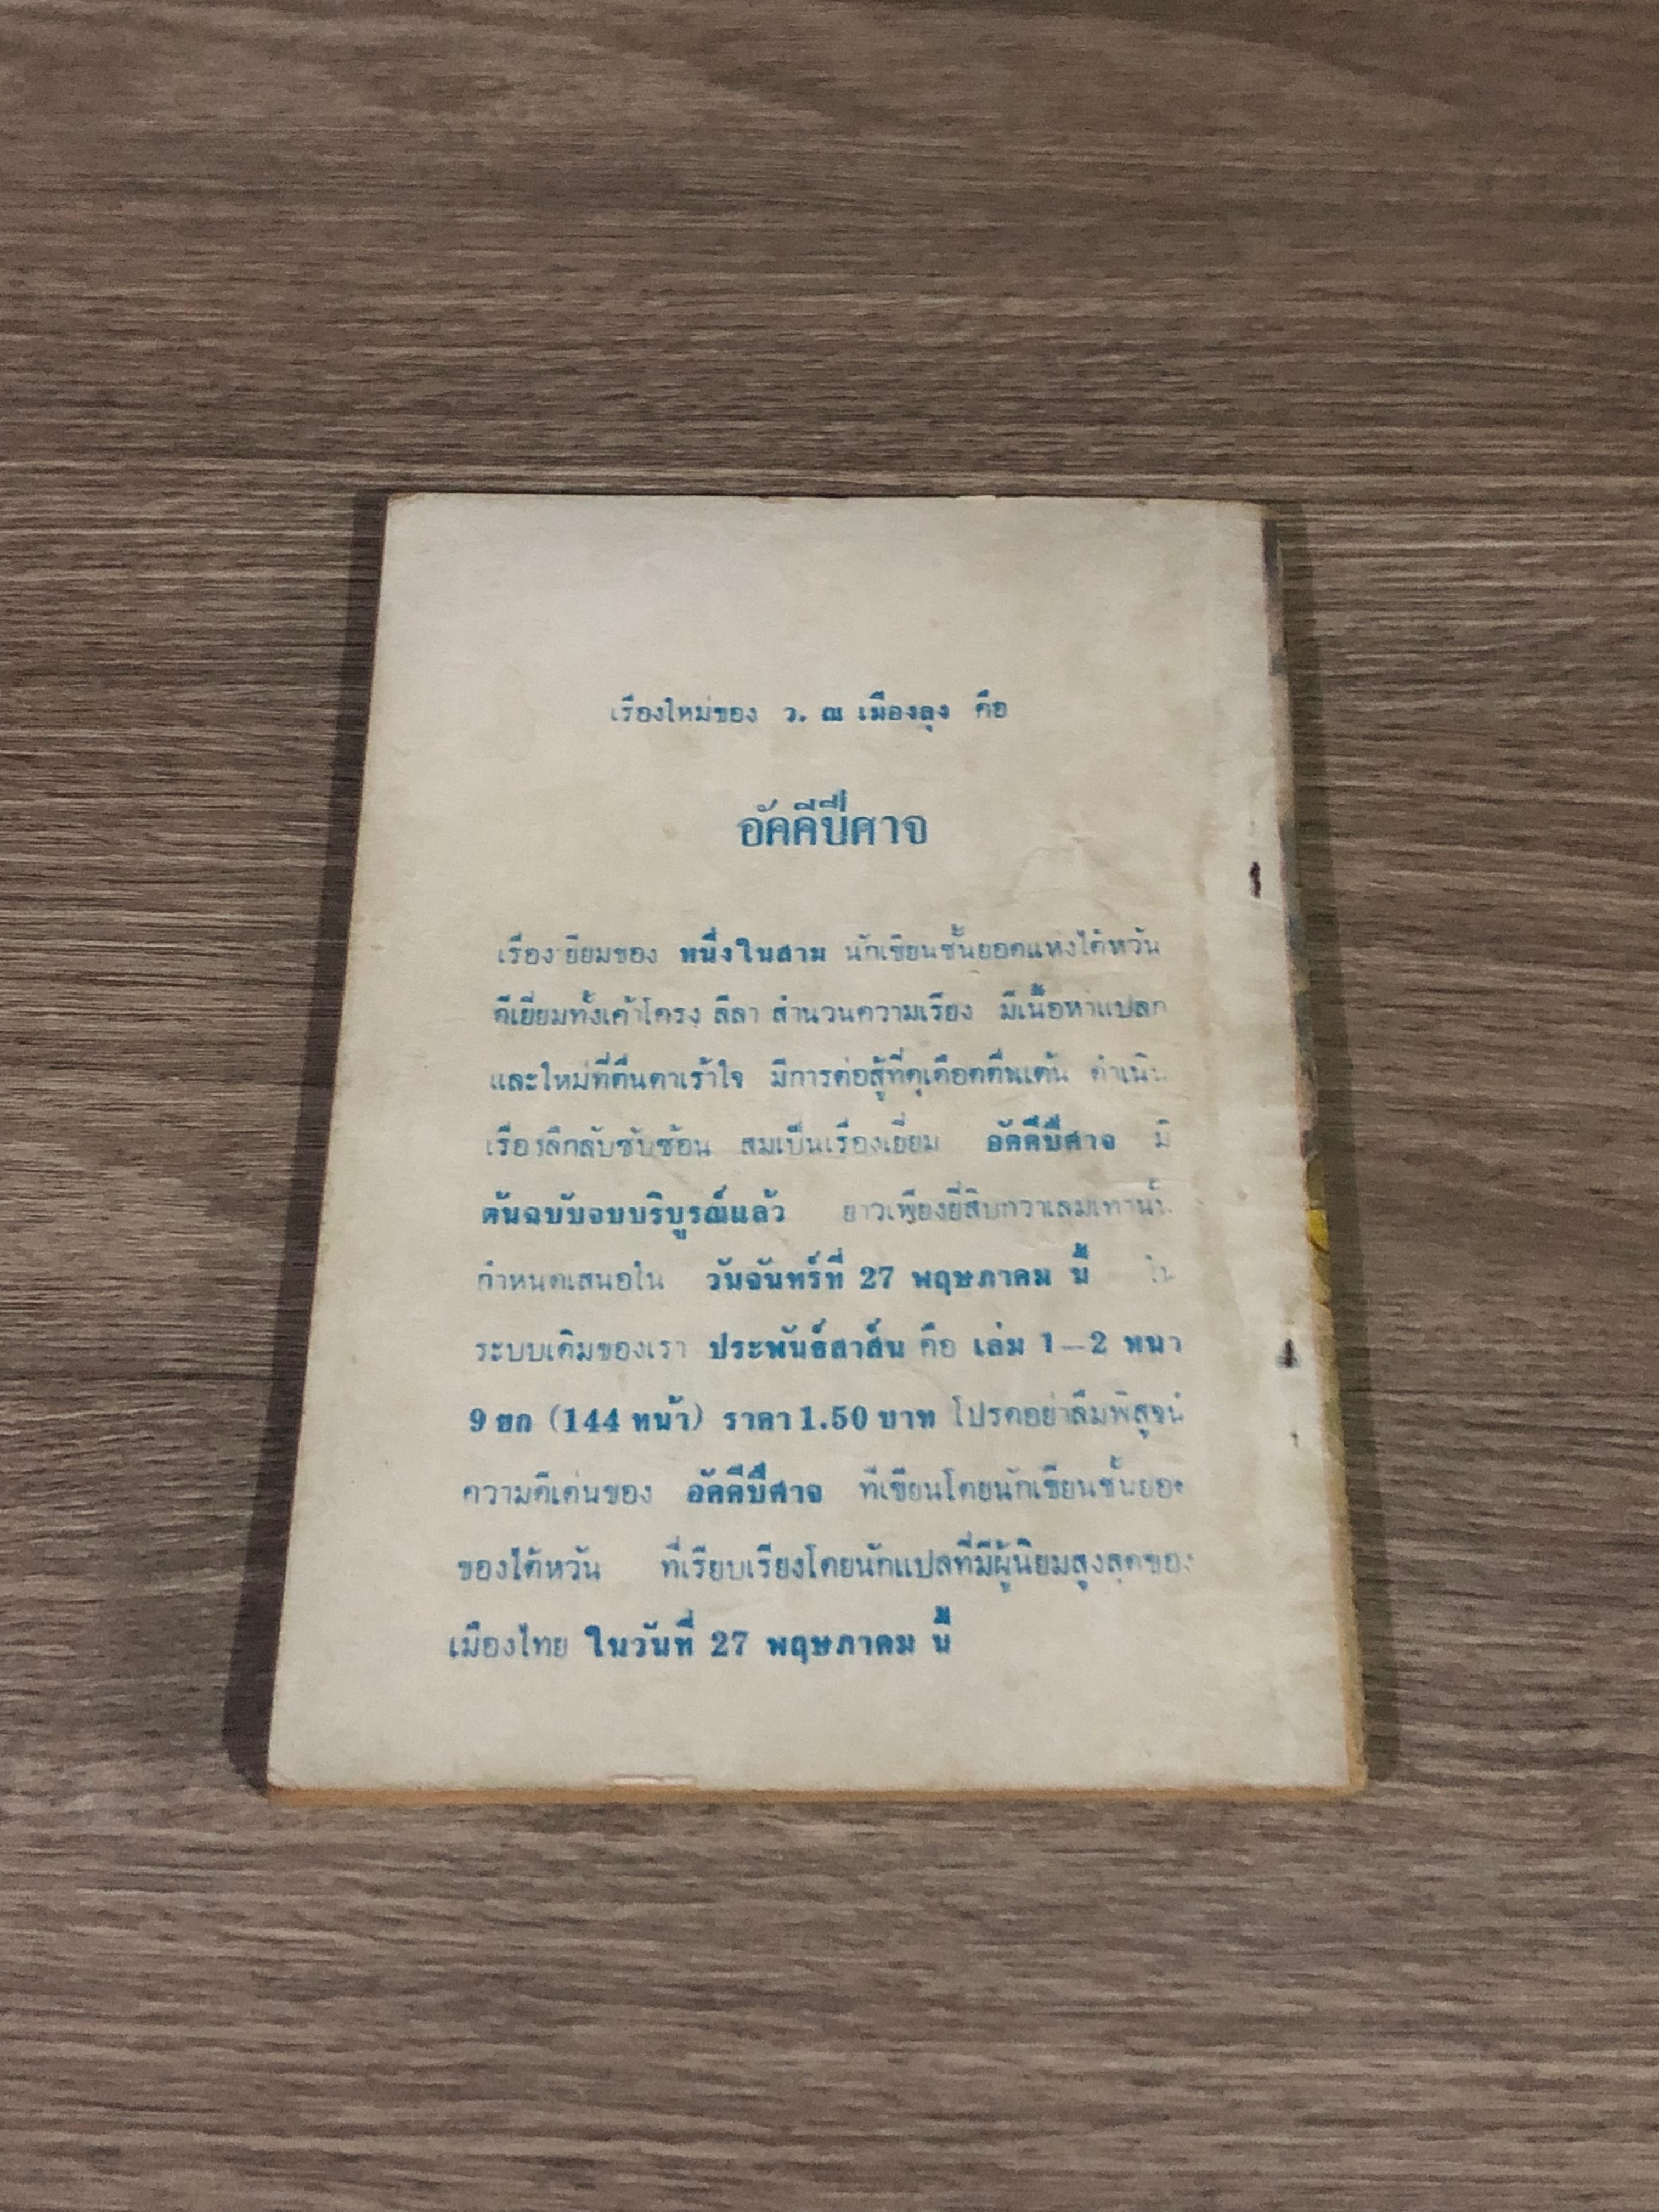 เรื่องใหม่ของ ว. ณ เมืองลุง คือ
อัคคีปีศาจ
เรื่องเยี่ยมของ หนึ่งในสาม นักเขียนชั้นยอดแห่งไต้หวัน
ดีเยี่ยมทั้งเค้าโครง ลีลา สำนวนความเรียง มีเนื้อหาแปลก
และใหม่ที่ตื่นตาเร้าใจ มีการต่อสู้ที่ดุเดือดตื่นเต้น ดำเนิน
เรื่องลึกลับซับซ้อน สมเป็นเรื่องเยี่ยม อัคคีปีศาจ มี
ต้นฉบับจบบริบูรณ์แล้ว ยาวเพียงยี่สิบกว่าเล่มเท่านั้น
กำหนดเสนอใน วันจันทร์ที่ 27 พฤษภาคม นี้ ใน
ระบบเดิมของเรา ประพันธ์สาส์น คือ เล่ม 1–2 หนา
9 ยก (144 หน้า) ราคา 1.50 บาท โปรดอย่าลืมพิสูจน์
ความดีเด่นของ อัคคีปีศาจ ที่เขียนโดยนักเขียนชั้นยอด
ของไต้หวัน ที่เรียบเรียงโดยนักแปลที่มีผู้นิยมสูงสุดของ
เมืองไทย ในวันที่ 27 พฤษภาคม นี้